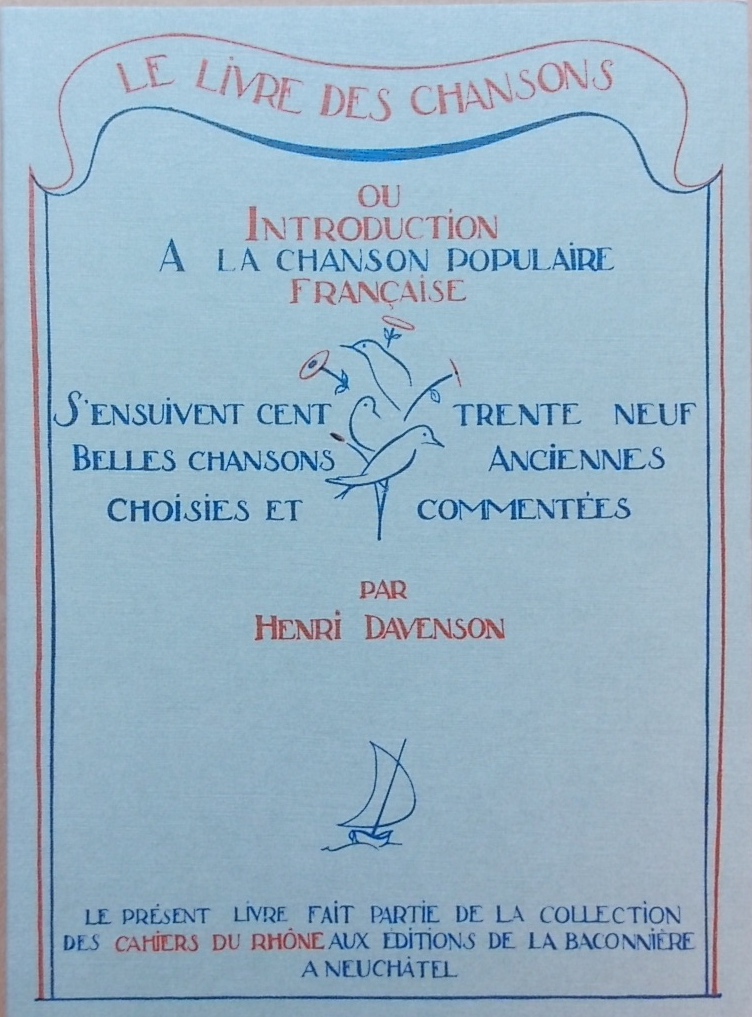 LE LIVRE DES CHANSONS
OU
INTRODUCTION
A LA CHANSON POPULAIRE
FRANÇAISE
S'ENSUIVENT CENT TRENTE NEUF
BELLES CHANSONS ANCIENNES
CHOISIES ET COMMENTÉES
PAR
HENRI DAVENSON
LE PRÉSENT LIVRE FAIT PARTIE DE LA COLLECTION
DES CAHIERS DU RHÔNE AUX EDITIONS DE LA BACONNIÈRE
A NEUCHÂTEL